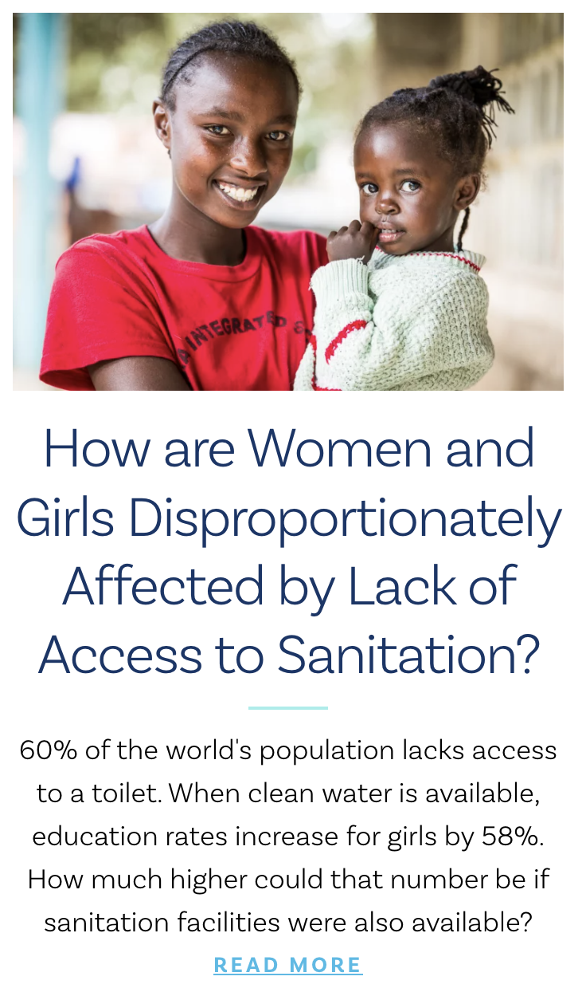 A INTEGRATED
How are Women and
Girls Disproportionately
Affected by Lack of
Access to Sanitation?
60% of the world's population lacks access
to a toilet. When clean water is available,
education rates increase for girls by 58%.
How much higher could that number be if
sanitation facilities were also available?
READ MORE